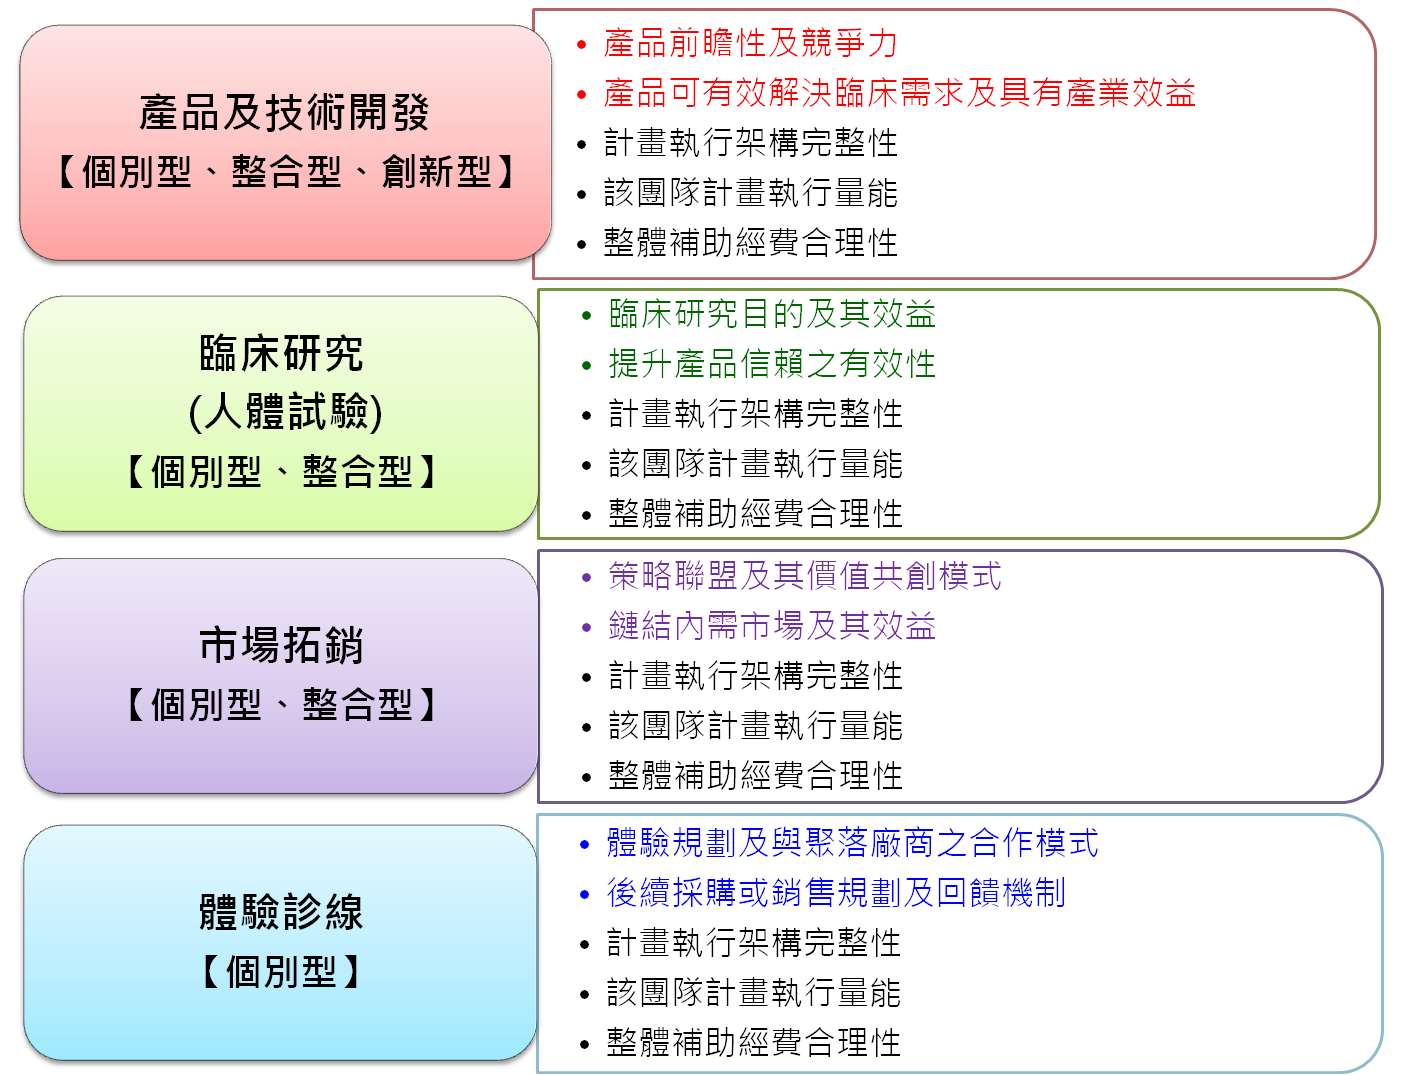 產品及技術開發
【個別型、整合型、創新型】
• 產品前瞻性及競爭力
• 產品可有效解決臨床需求及具有產業效益
• 計畫執行架構完整性
• 該團隊計畫執行量能
• 整體補助經費合理性
臨床研究
(人體試驗)
【個別型、整合型】
• 臨床研究目的及其效益
• 提升產品信賴之有效性
• 計畫執行架構完整性
• 該團隊計畫執行量能
• 整體補助經費合理性
市場拓銷
【個別型、整合型】
• 策略聯盟及其價值共創模式
• 鏈結內需市場及其效益
• 計畫執行架構完整性
• 該團隊計畫執行量能
• 整體補助經費合理性
體驗診線
【個別型】
• 體驗規劃及與聚落廠商之合作模式
• 後續採購或銷售規劃及回饋機制
• 計畫執行架構完整性
• 該團隊計畫執行量能
• 整體補助經費合理性